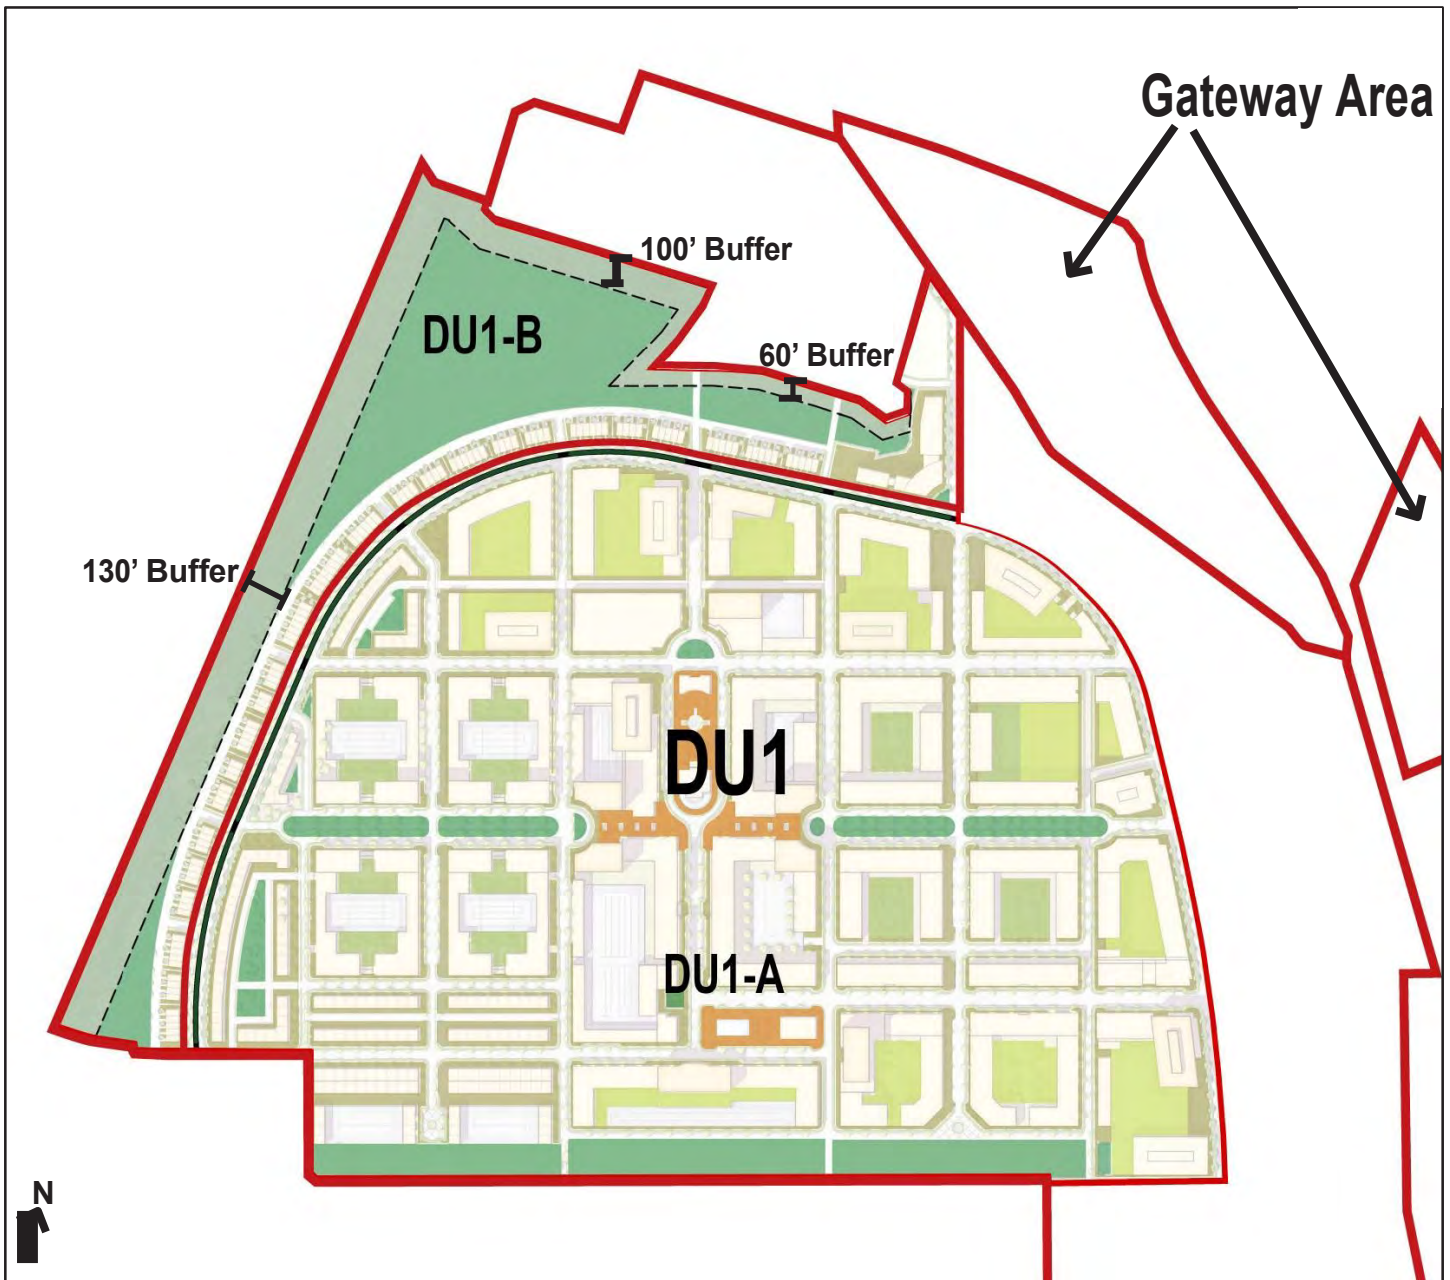 Gateway Area
100’ Buffer
DU1-B
60’ Buffer
130’ Buffer
DU1
DU1-A
N